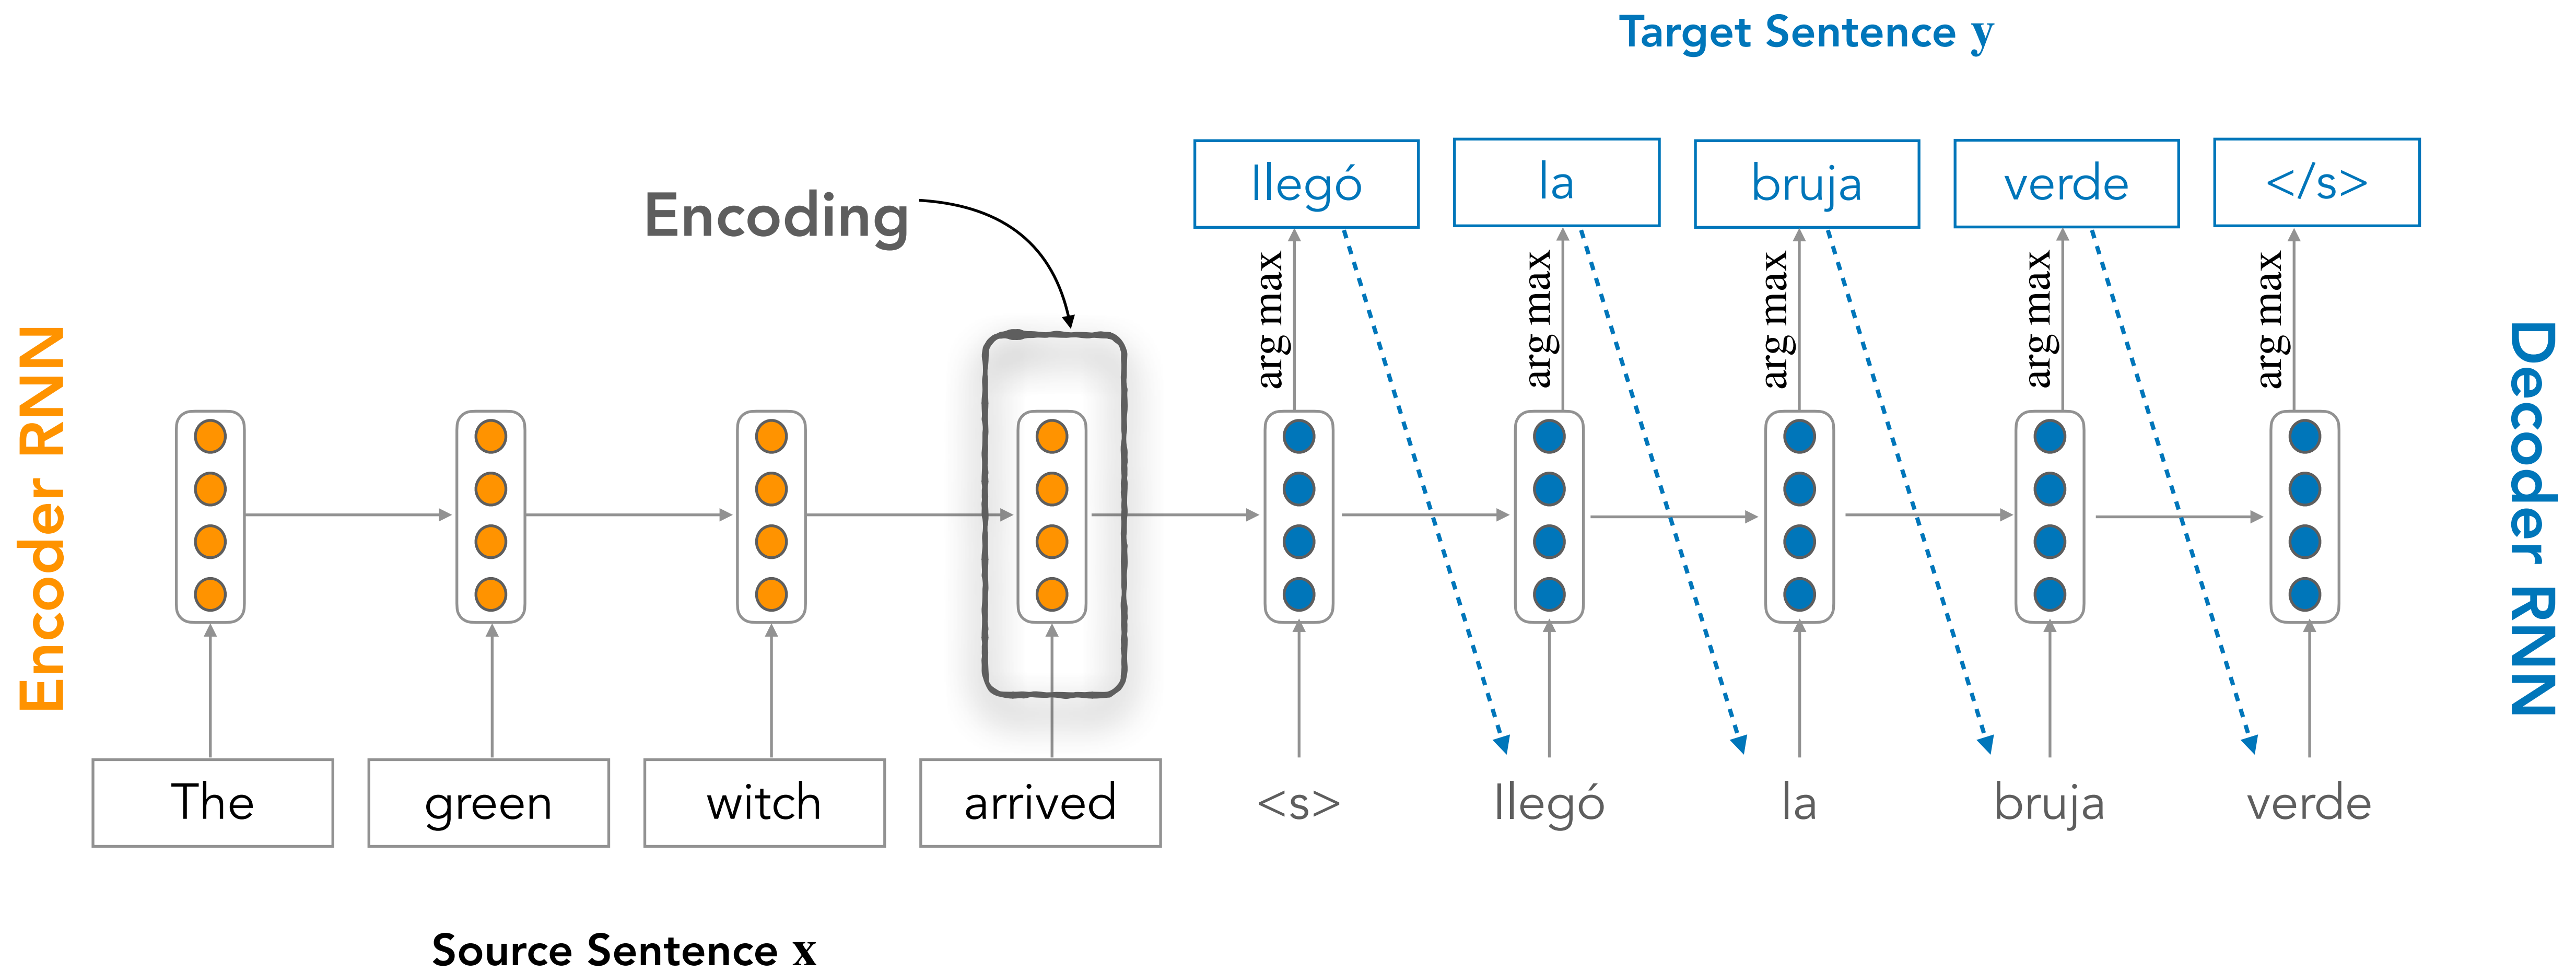 Target Sentence y
llegó
la
bruja
verde
</s>
Encoding
arg max
arg max
arg max
arg max
arg max
Encoder RNN
Decoder RNN
The
green
witch
arrived
<s>
llegó
la
bruja
verde
Source Sentence x